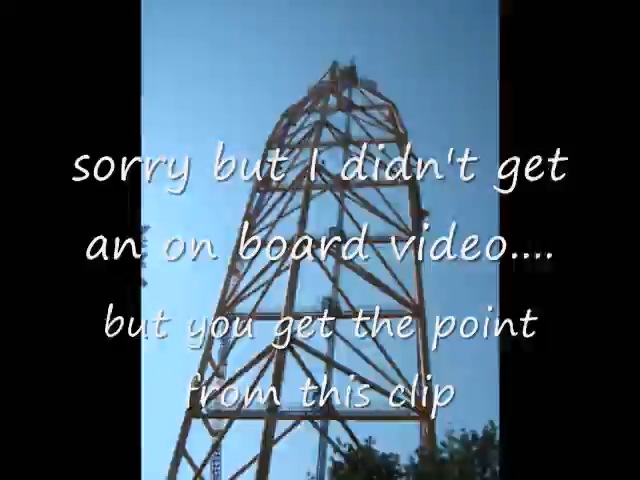 sorry but I didn't get
an on board video....
but you get the point
from this clip